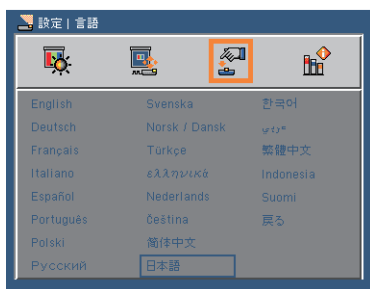 設定 | 言語
English Svenska 한국어
Deutsch Norsk / Dansk
Français Türkçe 繁體中文
Italiano ελληνικά Indonesia
Español Nederlands Suomi
Português Čeština 戻る
Polski 简体中文
Русский 日本語